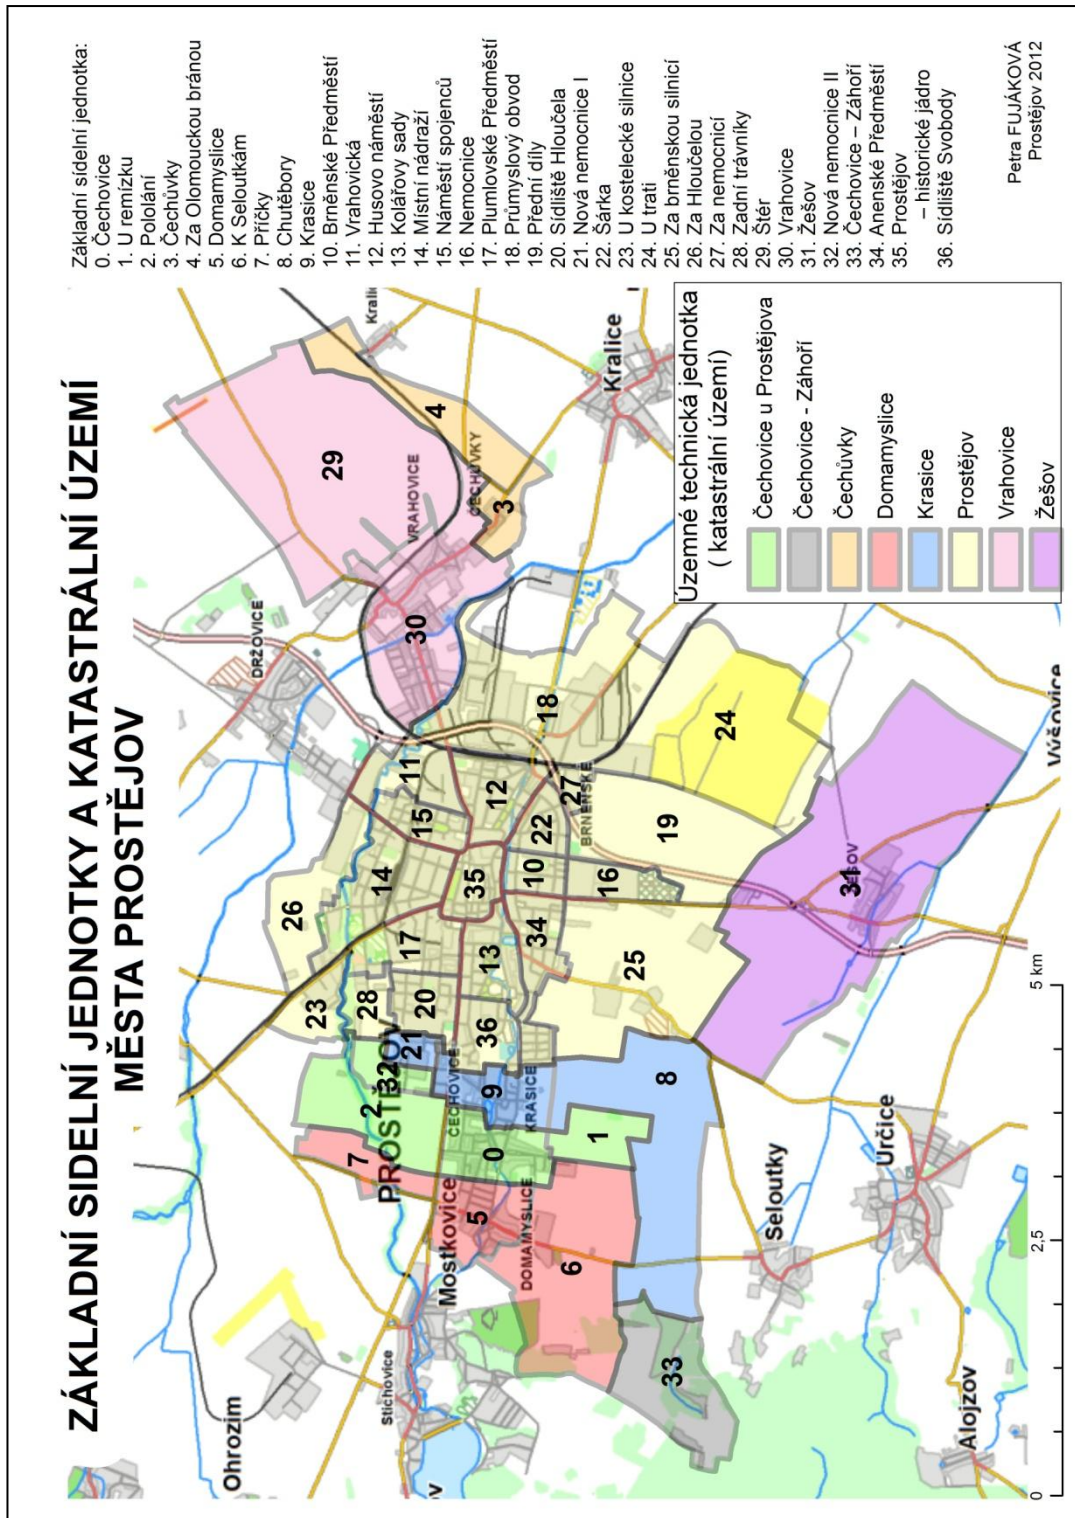 ZÁKLADNÍ SIDELNÍ JEDNOTKY A KATASTRÁLNÍ ÚZEMÍ
MĚSTA PROSTĚJOV
Základní sídelní jednotka:
0. Čechovice
1. U remízku
2. Pololání
3. Čechůvky
4. Za Olomouckou bránou
5. Domamyslice
6. K Seloutkám
7. Příčky
8. Chutěbory
9. Krasice
10. Brněnské Předměstí
11. Vrahovická
12. Husovo náměstí
13. Kolářovy sady
14. Místní nádraží
15. Náměstí spojenců
16. Nemocnice
17. Plumlovské Předměstí
18. Průmyslový obvod
19. Přední díly
20. Sídliště Hloučela
21. Nová nemocnice I
22. Šárka
23. U kostelecké silnice
24. U tratí
25. Za brněnskou silnicí
26. Za Hloučelou
27. Za nemocnicí
28. Zadní trávníky
29. Štěr
30. Vrahovice
31. Žešov
32. Nová nemocnice II
33. Čechovice – Záhoří
34. Anenské Předměstí
35. Prostějov
– historické jádro
36. Sídliště Svobody
Petra FUJÁKOVÁ
Prostějov 2012
Územně technická jednotka
( katastrální území)
Čechovice u Prostějova
Čechovice - Záhoří
Čechůvky
Domamyslice
Krasice
Prostějov
Vrahovice
Žešov
Ohrozim
Stichovice
Mostkovice
ov
DOMAMYSLICE
ČECHOVICE
KRASICE
PROSTĚJOV
DRŽOVICE
VRAHOVICE
ČECHŮVKY
Kralic
Kralice
BRNĚNSKÉ
ŽEŠOV
Výšovice
Určice
Seloutky
Alojzov
0
1
2
3
4
5
6
7
8
9
10
11
12
13
14
15
16
17
18
19
20
21
22
23
24
25
26
27
28
29
30
31
32
33
34
35
36
0
2,5
5 km